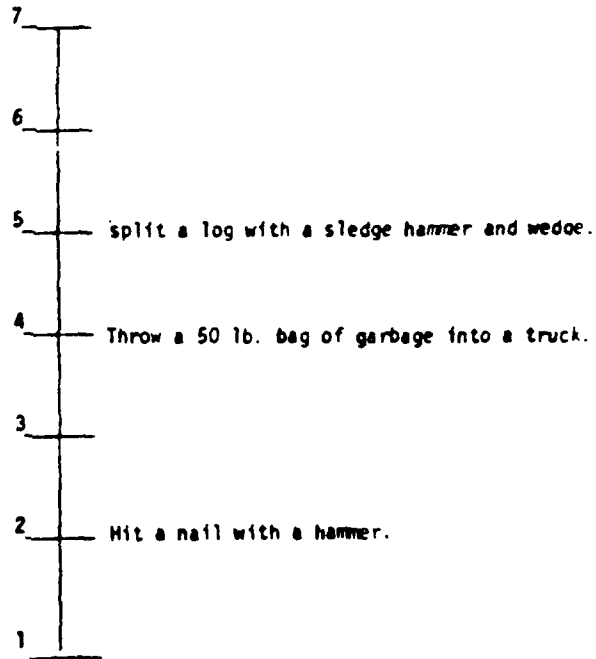 7
6
5 split a log with a sledge hammer and wedoe.
4 Throw a 50 lb. bag of garbage into a truck.
3
2 Hit a nail with a hammer.
1